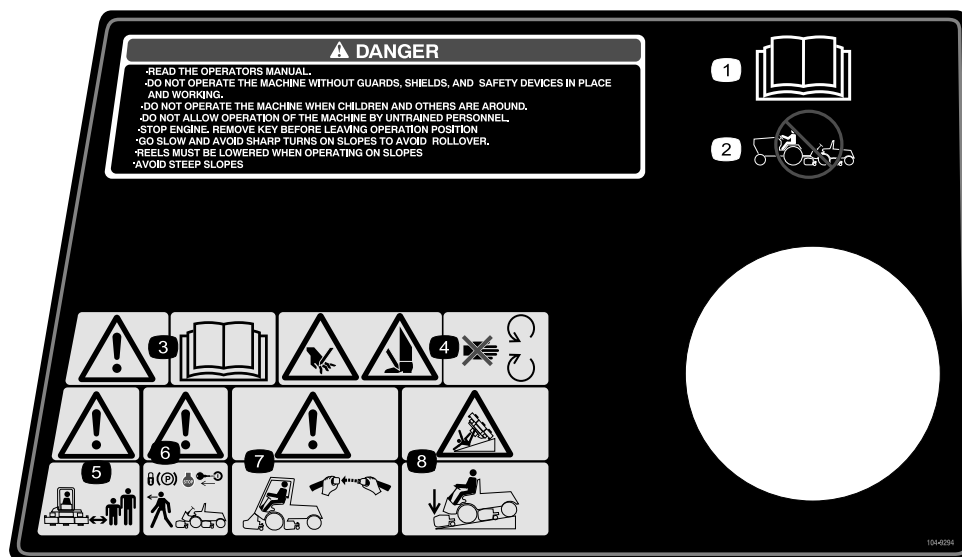 DANGER
·READ THE OPERATORS MANUAL.
·DO NOT OPERATE THE MACHINE WITHOUT GUARDS, SHIELDS, AND SAFETY DEVICES IN PLACE
AND WORKING.
·DO NOT OPERATE THE MACHINE WHEN CHILDREN AND OTHERS ARE AROUND.
·DO NOT ALLOW OPERATION OF THE MACHINE BY UNTRAINED PERSONNEL.
·STOP ENGINE. REMOVE KEY BEFORE LEAVING OPERATION POSITION
·GO SLOW AND AVOID SHARP TURNS ON SLOPES TO AVOID ROLLOVER.
·REELS MUST BE LOWERED WHEN OPERATING ON SLOPES
·AVOID STEEP SLOPES
1
2
3
4
5
6
7
8
(P)
STOP
104-9294